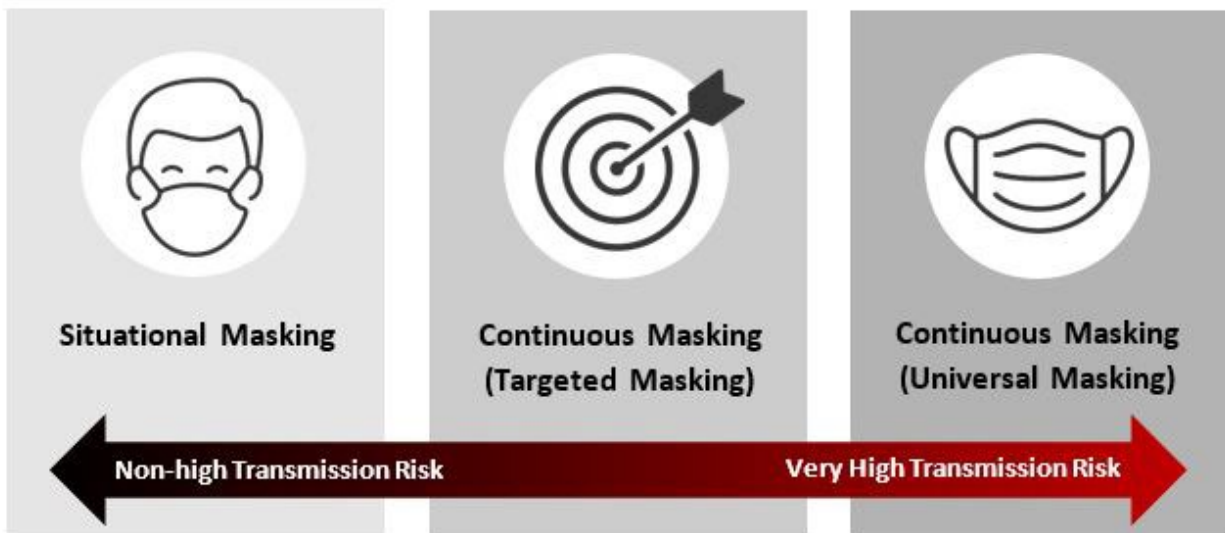 Situational Masking
Continuous Masking
(Targeted Masking)
Continuous Masking
(Universal Masking)
Non-high Transmission Risk
Very High Transmission Risk